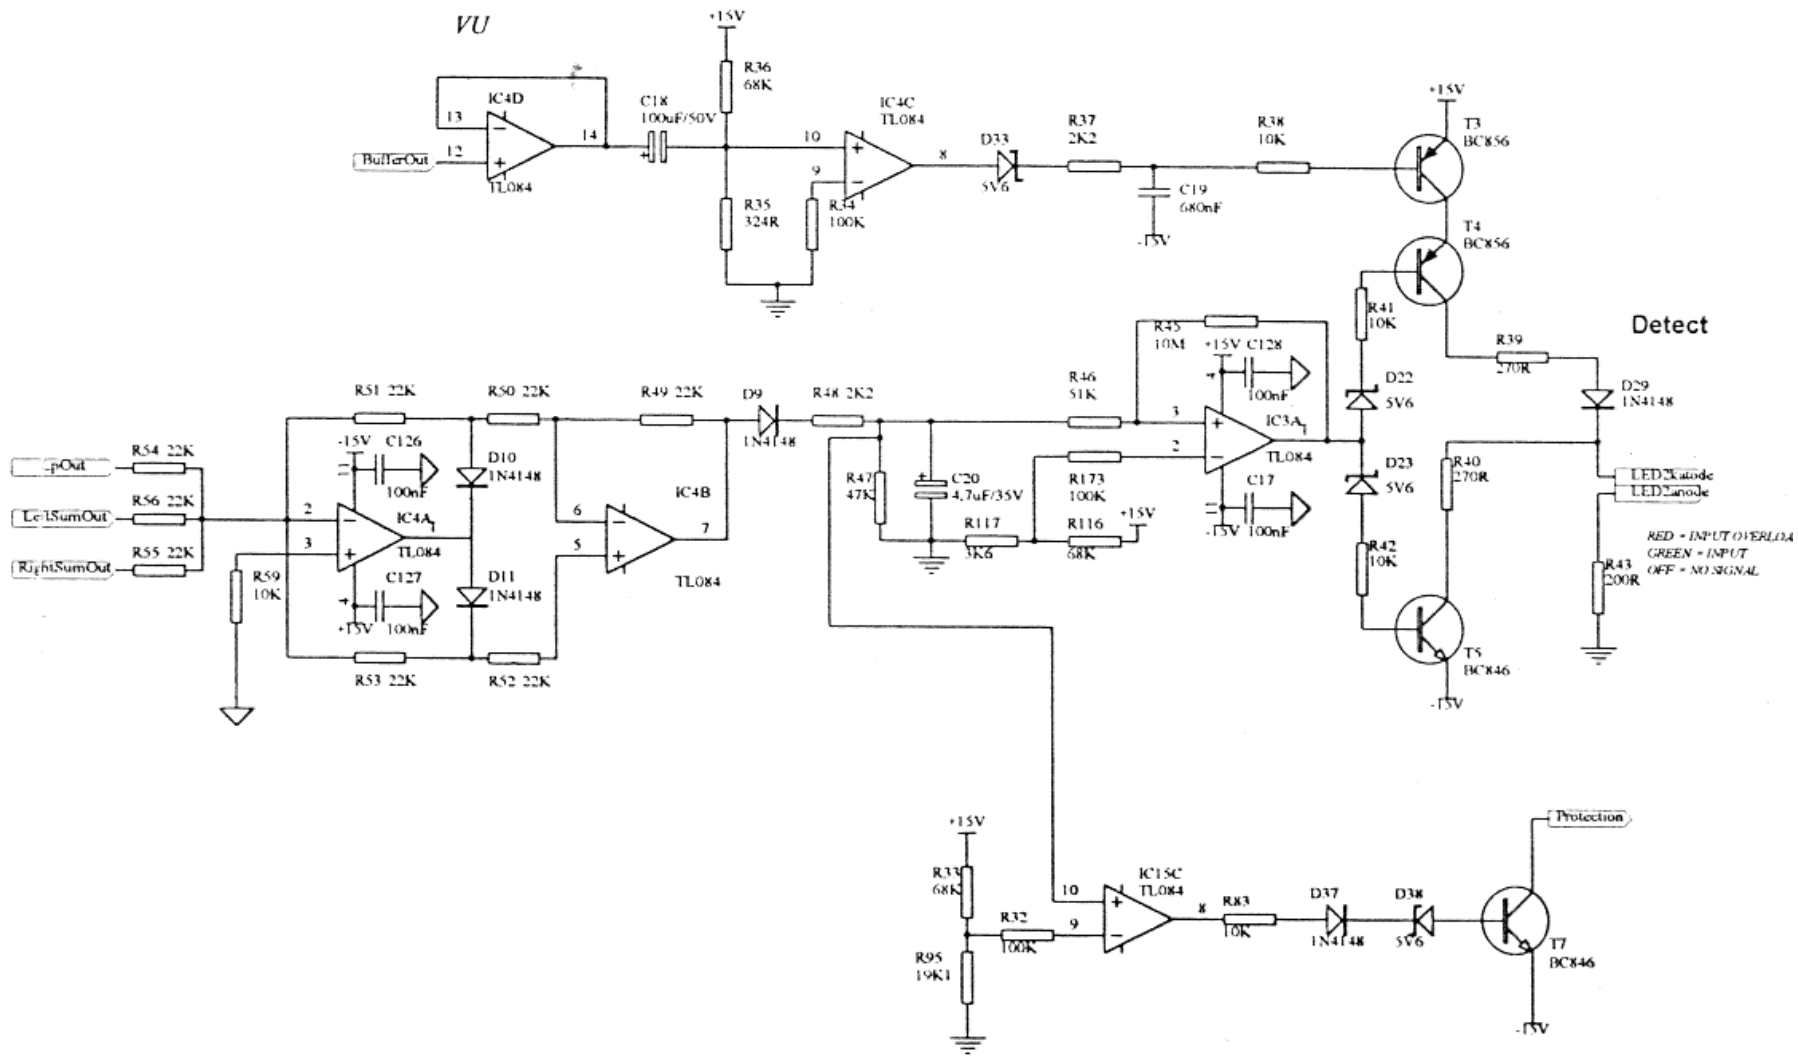 VU
+15V
R36
68K
IC4D
13
12
14
TL084
BufferOut
C18
100uF/50V
+
R35
324R
R34
100K
IC4C
TL084
10
9
8
D33
5V6
R37
2K2
C19
680nF
-15V
R38
10K
+15V
T3
BC856
T4
BC856
R41
10K
Detect
R39
270R
D29
1N4148
D22
5V6
D23
5V6
R40
270R
LED2katode
LED2anode
RED = INPUT OVERLOA
GREEN = INPUT
OFF = NO SIGNAL
R43
200R
R42
10K
T5
BC846
-15V
R51 22K
R50 22K
R49 22K
D9
1N4148
R48 2K2
R46
51K
R45
10M
+15V
C128
100nF
4
3
2
1
IC3A
TL084
C17
100nF
11
-15V
R173
100K
R47
47K
C20
4,7uF/35V
+
R117
3K6
R116
68K
+15V
pOut
LeftSumOut
RightSumOut
R54 22K
R56 22K
R55 22K
R59
10K
-15V
C126
100nF
11
2
3
1
IC4A
TL084
C127
100nF
4
+15V
D10
1N4148
D11
1N4148
R53 22K
R52 22K
IC4B
6
5
7
TL084
+15V
R33
68K
R95
19K1
R32
100K
IC15C
TL084
10
9
8
R83
10K
D37
1N4148
D38
5V6
Protection
T7
BC846
-15V